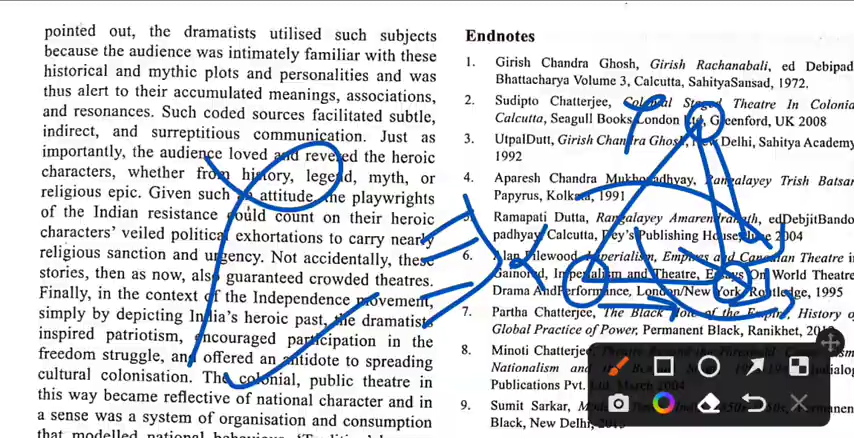 pointed out, the dramatists utilised such subjects
because the audience was intimately familiar with these
historical and mythic plots and personalities and was
thus alert to their accumulated meanings, associations,
and resonances. Such coded sources facilitated subtle,
indirect, and surreptitious communication. Just as
importantly, the audience loved and revered the heroic
characters, whether from history, legend, myth, or
religious epic. Given such an attitude, the playwrights
of the Indian resistance could count on their heroic
characters' veiled political exhortations to carry nearly
religious sanction and urgency. Not accidentally, these
stories, then as now, also guaranteed crowded theatres.
Finally, in the context of the Independence movement,
simply by depicting India's heroic past, the dramatists
inspired patriotism, encouraged participation in the
freedom struggle, and offered an antidote to spreading
cultural colonisation. The colonial, public theatre in
this way became reflective of national character and in
a sense was a system of organisation and consumption
that modelled national behaviour. 'Tradition'
Endnotes
1. Girish Chandra Ghosh, Girish Rachanabali, ed Debipad
Bhattacharya Volume 3, Calcutta, SahityaSansad, 1972.
2. Sudipto Chatterjee, Colonial Staged Theatre In Colonia
Calcutta, Seagull Books London Ltd, Greenford, UK 2008
3. UtpalDutt, Girish Chandra Ghosh, New Delhi, Sahitya Academy
1992
4. Aparesh Chandra Mukhopadhyay, Rangalayey Trish Batsar
Papyrus, Kolkata, 1991
5. Ramapati Dutta, Rangalayey Amarendranath, edDebjitBando
padhyay, Calcutta, Dey's Publishing House, June 2004
6. Alan Filewood, Imperialism, Empires and Canadian Theatre i
Gainord, Imperialism and Theatre, Essays On World Theatre
Drama AndPerformance, London/New York, Routledge, 1995
7. Partha Chatterjee, The Black Hole of the Empire, History o
Global Practice of Power, Permanent Black, Ranikhet,
8. Minoti Chatterjee, Theatre Beyond the Threshold
Nationalism and the
Publications Pvt. Ltd. March 2004
9. Sumit Sarkar,
Black, New Delhi,